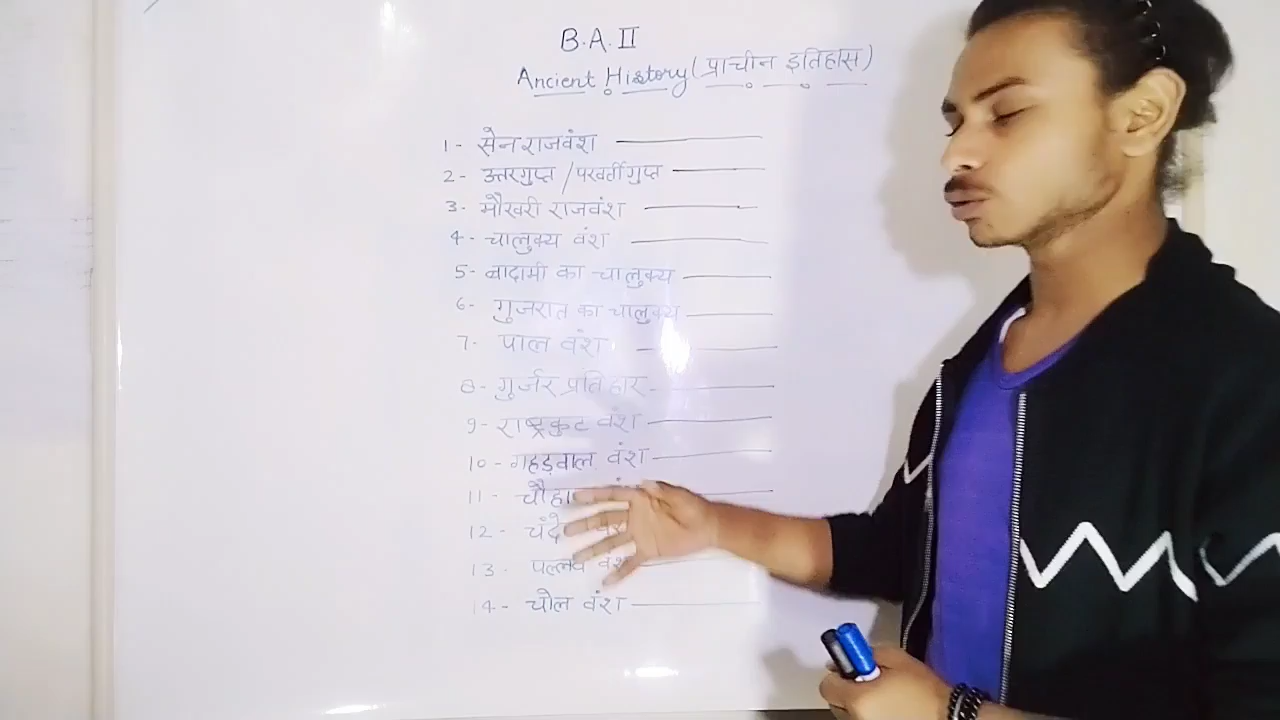 B.A. II
Ancient History (प्राचीन इतिहास)
1- सेन राजवंश
2- उत्तरगुप्त / परवर्तीगुप्त
3- मौखरी राजवंश
4- चालुक्य वंश
5- बादामी का चालुक्य
6- गुजरात का चालुक्य
7- पाल वंश
8- गुर्जर प्रतिहार
9- राष्ट्रकुट वंश
10- गहड़वाल वंश
11-
12-
13. पल्लव वंश
14- चोल वंश